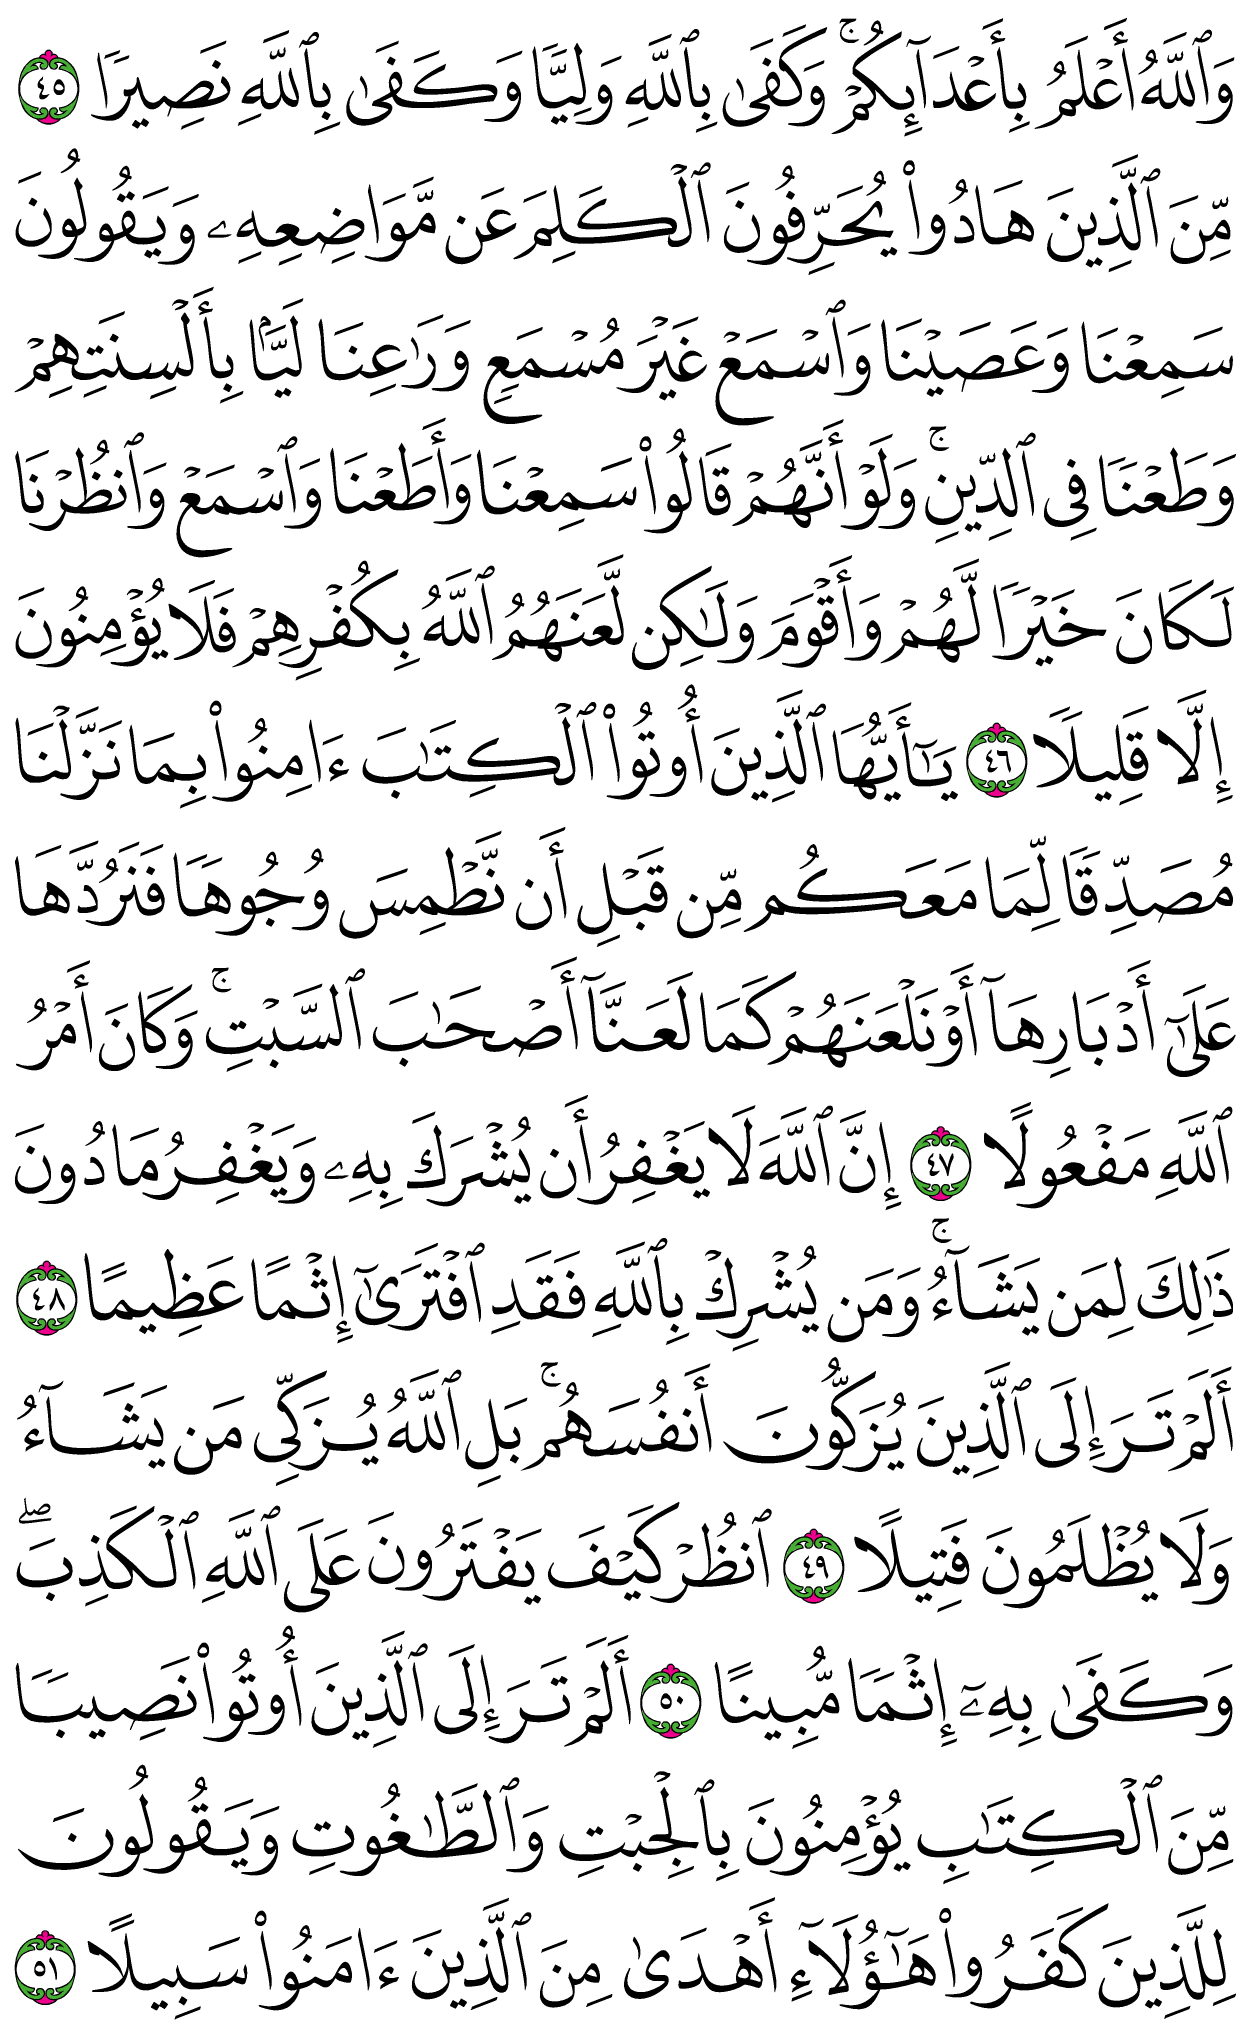 وَٱللَّهُ أَعۡلَمُ بِأَعۡدَآئِكُمۡۚ وَكَفَىٰ بِٱللَّهِ وَلِيّٗا وَكَفَىٰ بِٱللَّهِ نَصِيرٗا ٤٥
مِّنَ ٱلَّذِينَ هَادُواْ يُحَرِّفُونَ ٱلۡكَلِمَ عَن مَّوَاضِعِهِۦ وَيَقُولُونَ
سَمِعۡنَا وَعَصَيۡنَا وَٱسۡمَعۡ غَيۡرَ مُسۡمَعٖ وَرَٰعِنَا لَيَّۢا بِأَلۡسِنَتِهِمۡ
وَطَعۡنٗا فِي ٱلدِّينِۚ وَلَوۡ أَنَّهُمۡ قَالُواْ سَمِعۡنَا وَأَطَعۡنَا وَٱسۡمَعۡ وَٱنظُرۡنَا
لَكَانَ خَيۡرٗا لَّهُمۡ وَأَقۡوَمَ وَلَٰكِن لَّعَنَهُمُ ٱللَّهُ بِكُفۡرِهِمۡ فَلَا يُؤۡمِنُونَ
إِلَّا قَلِيلٗا ٤٦ يَٰٓأَيُّهَا ٱلَّذِينَ أُوتُواْ ٱلۡكِتَٰبَ ءَامِنُواْ بِمَا نَزَّلۡنَا
مُصَدِّقٗا لِّمَا مَعَكُم مِّن قَبۡلِ أَن نَّطۡمِسَ وُجُوهٗا فَنَرُدَّهَا
عَلَىٰٓ أَدۡبَارِهَآ أَوۡ نَلۡعَنَهُمۡ كَمَا لَعَنَّآ أَصۡحَٰبَ ٱلسَّبۡتِۚ وَكَانَ أَمۡرُ
ٱللَّهِ مَفۡعُولًا ٤٧ إِنَّ ٱللَّهَ لَا يَغۡفِرُ أَن يُشۡرَكَ بِهِۦ وَيَغۡفِرُ مَا دُونَ
ذَٰلِكَ لِمَن يَشَآءُۚ وَمَن يُشۡرِكۡ بِٱللَّهِ فَقَدِ ٱفۡتَرَىٰٓ إِثۡمًا عَظِيمًا ٤٨
أَلَمۡ تَرَ إِلَى ٱلَّذِينَ يُزَكُّونَ أَنفُسَهُمۚ بَلِ ٱللَّهُ يُزَكِّي مَن يَشَآءُ
وَلَا يُظۡلَمُونَ فَتِيلًا ٤٩ ٱنظُرۡ كَيۡفَ يَفۡتَرُونَ عَلَى ٱللَّهِ ٱلۡكَذِبَۖ
وَكَفَىٰ بِهِۦٓ إِثۡمٗا مُّبِينًا ٥٠ أَلَمۡ تَرَ إِلَى ٱلَّذِينَ أُوتُواْ نَصِيبٗا
مِّنَ ٱلۡكِتَٰبِ يُؤۡمِنُونَ بِٱلۡجِبۡتِ وَٱلطَّٰغُوتِ وَيَقُولُونَ
لِلَّذِينَ كَفَرُواْ هَٰٓؤُلَآءِ أَهۡدَىٰ مِنَ ٱلَّذِينَ ءَامَنُواْ سَبِيلًا ٥١